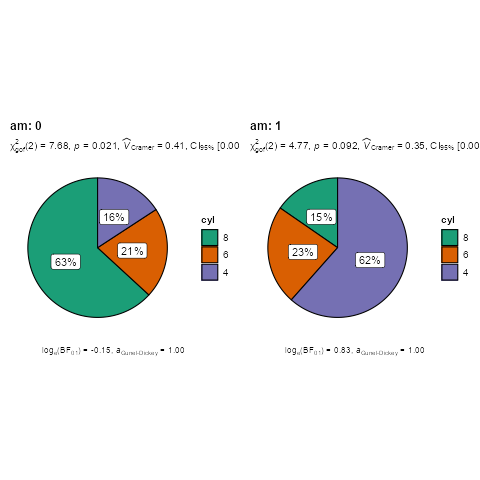 am: 0
χ²gof(2) = 7.68, p = 0.021, V̂Cramer = 0.41, CI95% [0.00
16%
21%
63%
cyl
8
6
4
loge(BF01) = -0.15, aGunel-Dickey = 1.00
am: 1
χ²gof(2) = 4.77, p = 0.092, V̂Cramer = 0.35, CI95% [0.00
15%
23%
62%
cyl
8
6
4
loge(BF01) = 0.83, aGunel-Dickey = 1.00